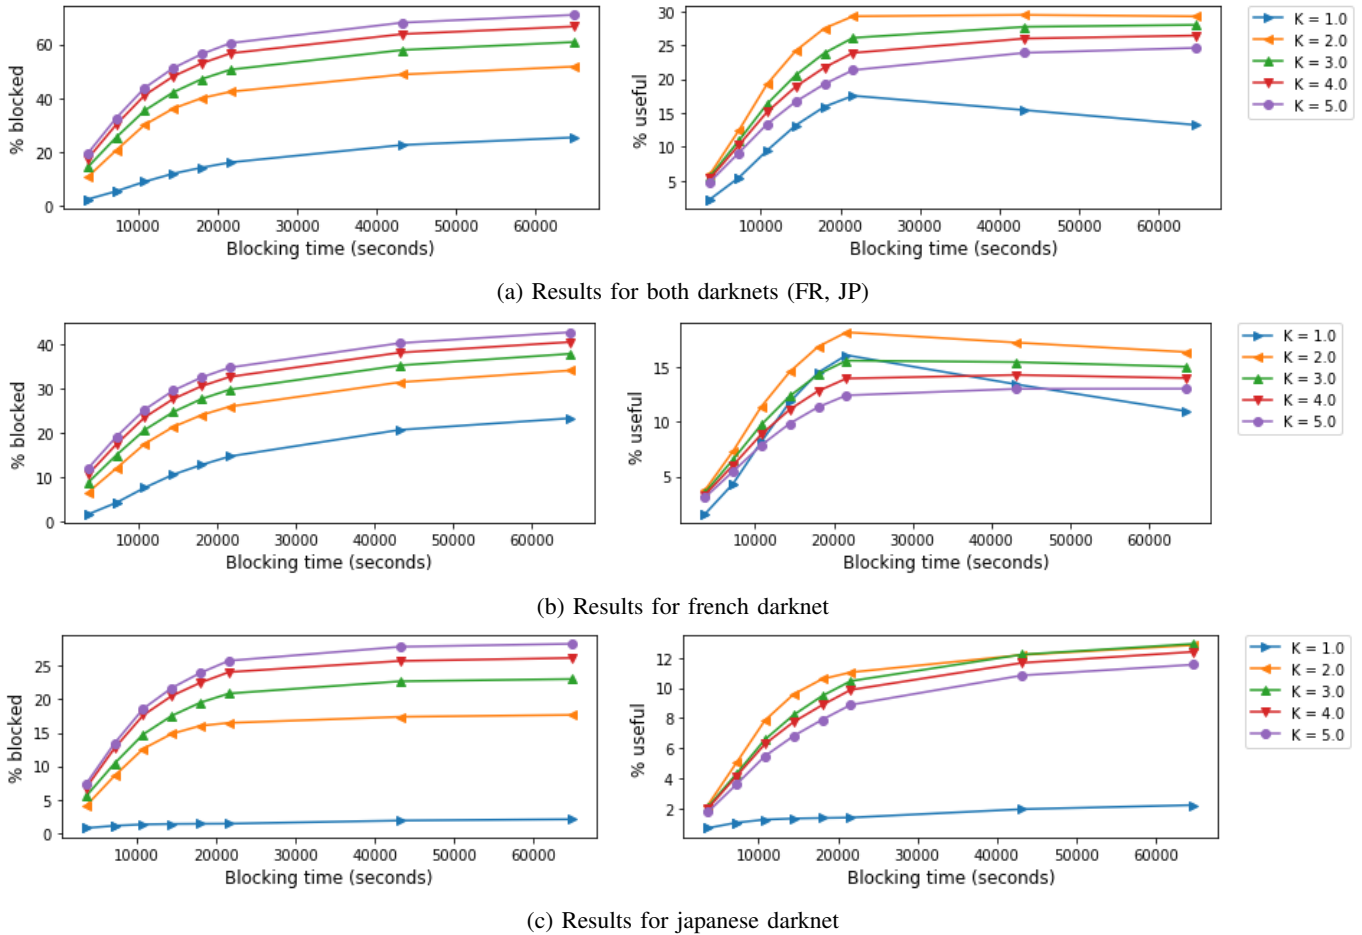 % blocked
60
40
20
0
10000 20000 30000 40000 50000 60000
Blocking time (seconds)
% useful
30
25
20
15
10
5
10000 20000 30000 40000 50000 60000
Blocking time (seconds)
K = 1.0
K = 2.0
K = 3.0
K = 4.0
K = 5.0
(a) Results for both darknets (FR, JP)
% blocked
40
30
20
10
0
10000 20000 30000 40000 50000 60000
Blocking time (seconds)
% useful
15
10
5
10000 20000 30000 40000 50000 60000
Blocking time (seconds)
K = 1.0
K = 2.0
K = 3.0
K = 4.0
K = 5.0
(b) Results for french darknet
% blocked
25
20
15
10
5
0
10000 20000 30000 40000 50000 60000
Blocking time (seconds)
% useful
12
10
8
6
4
2
10000 20000 30000 40000 50000 60000
Blocking time (seconds)
K = 1.0
K = 2.0
K = 3.0
K = 4.0
K = 5.0
(c) Results for japanese darknet